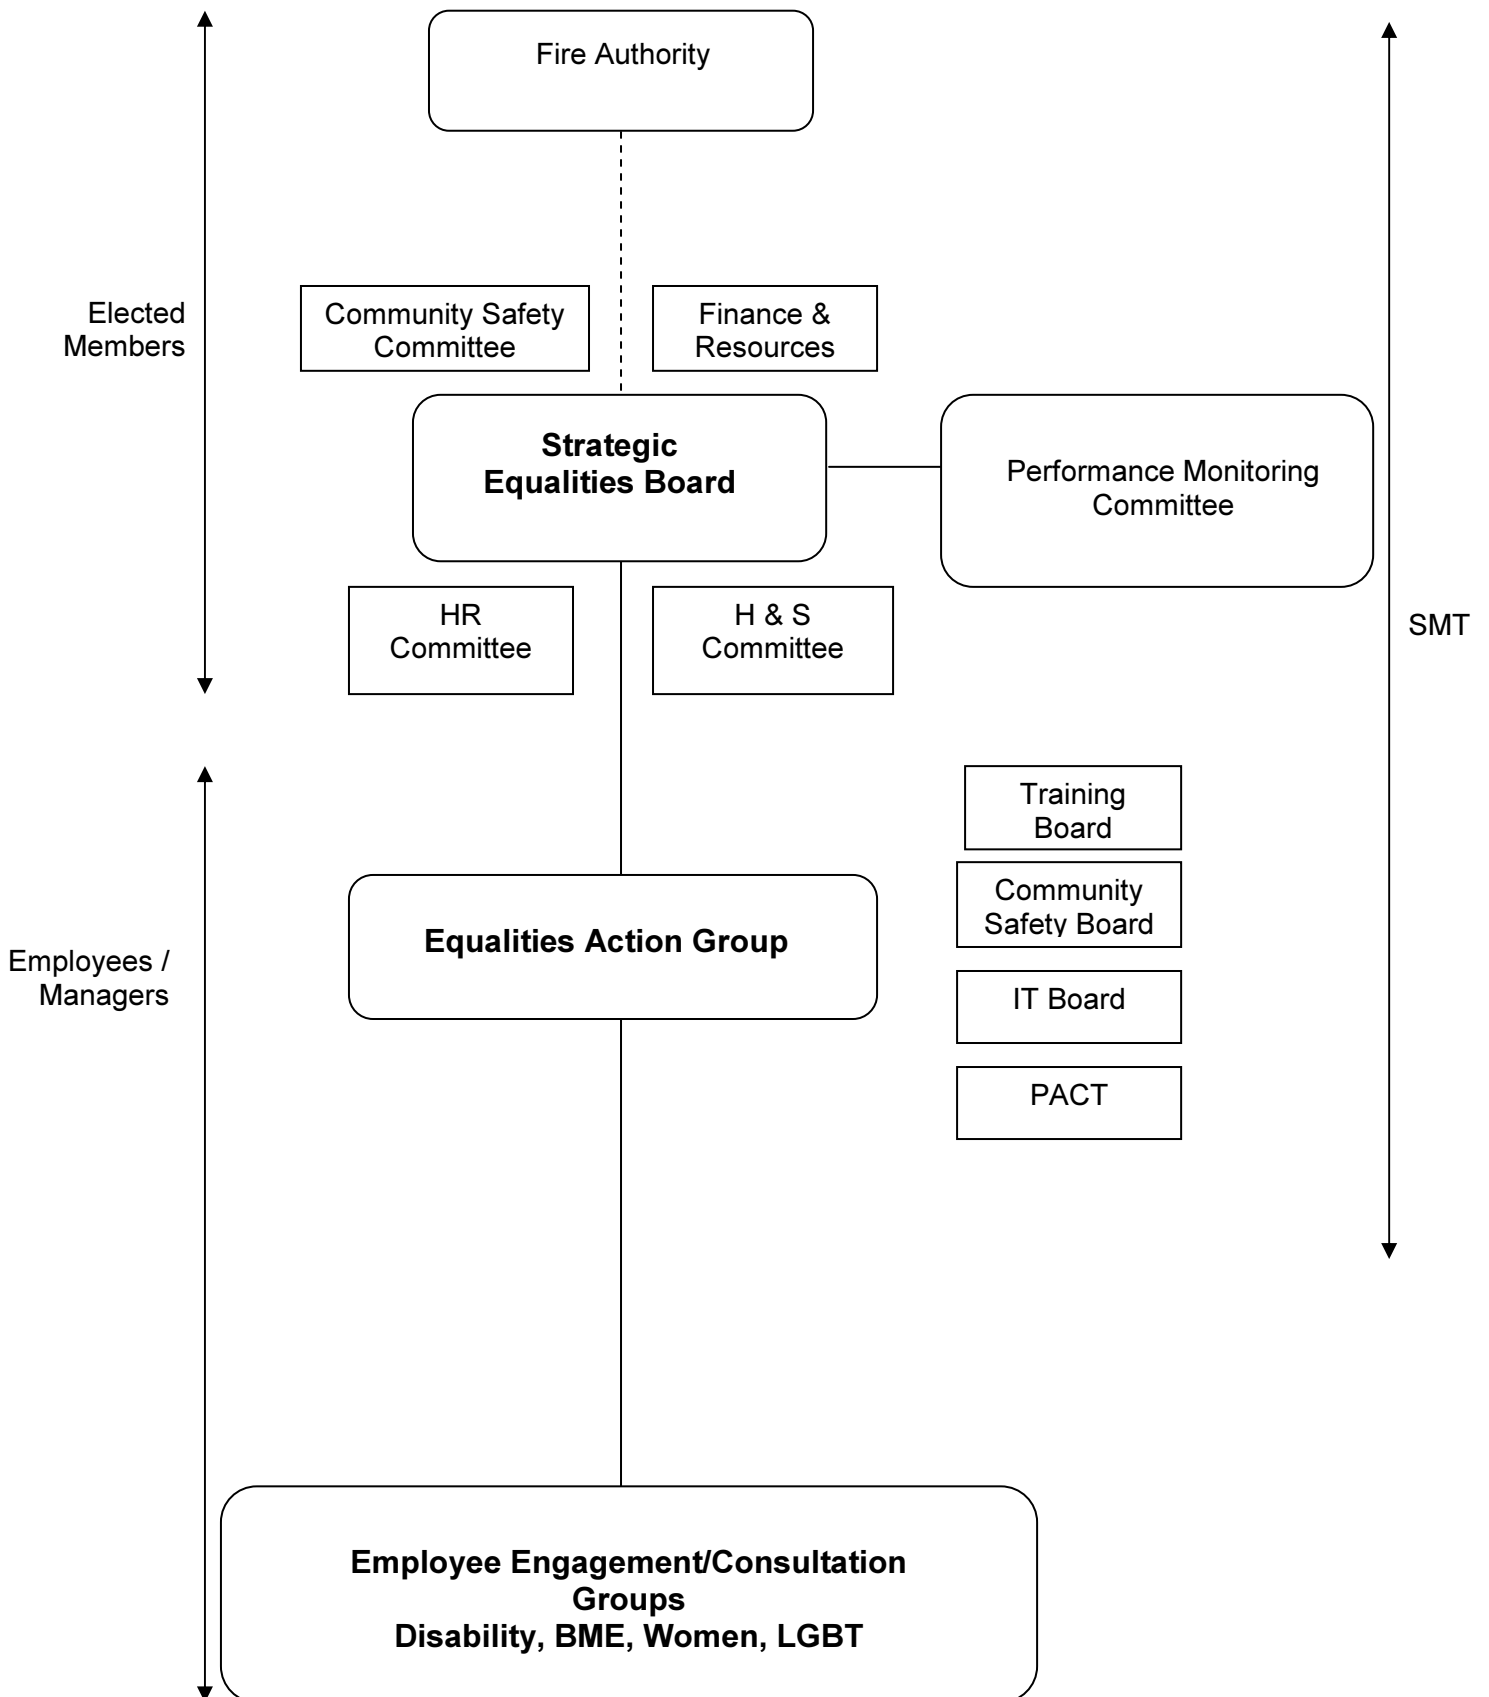 Fire Authority
Elected
Members
Community Safety
Committee
Finance &
Resources
Strategic
Equalities Board
Performance Monitoring
Committee
HR
Committee
H & S
Committee
SMT
Training
Board
Community
Safety Board
Equalities Action Group
Employees /
Managers
IT Board
PACT
Employee Engagement/Consultation
Groups
Disability, BME, Women, LGBT